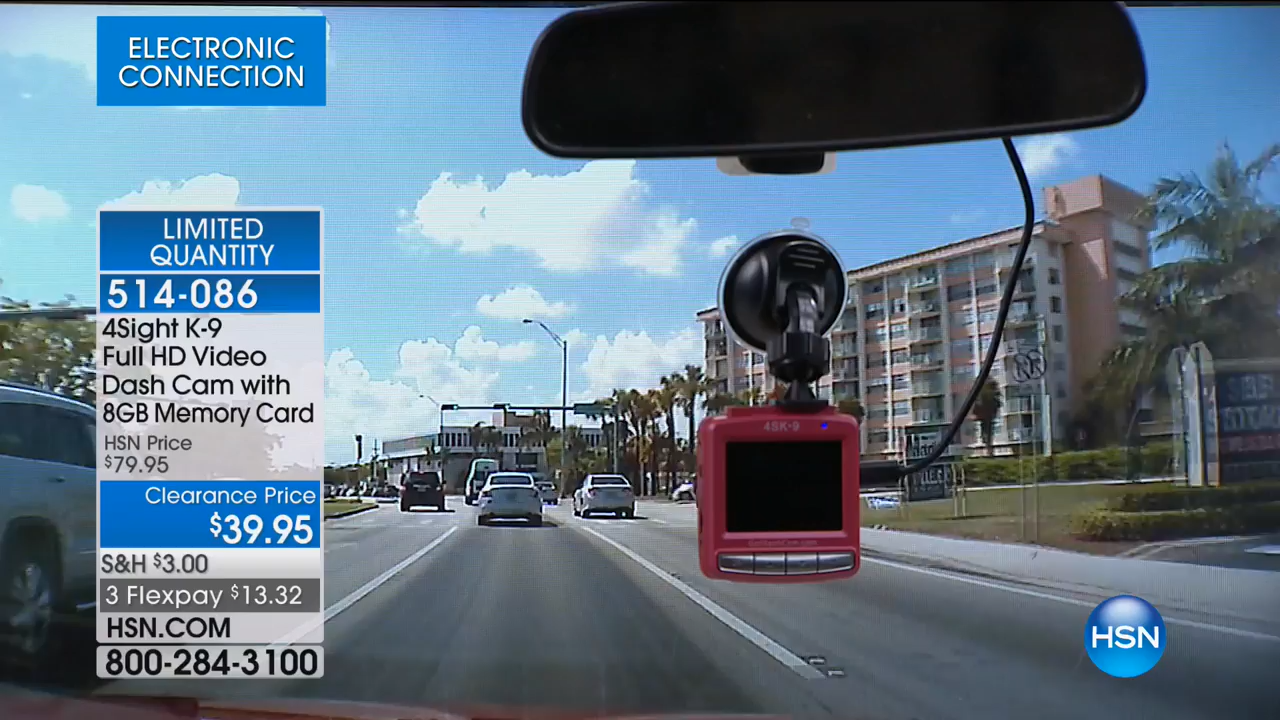 ELECTRONIC
CONNECTION
LIMITED
QUANTITY
514-086
4Sight K-9
Full HD Video
Dash Cam with
8GB Memory Card
HSN Price
$79.95
Clearance Price
$39.95
S&H $3.00
3 Flexpay $13.32
HSN.COM
800-284-3100
4SK-9
HSN